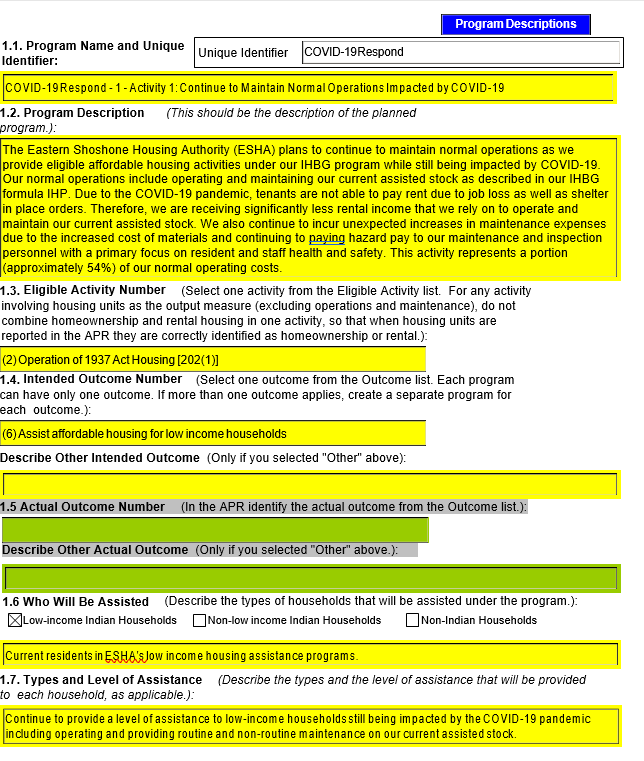 Program Descriptions
1.1. Program Name and Unique
Identifier:
Unique Identifier
COVID-19Respond
COVID-19 Respond - 1 - Activity 1: Continue to Maintain Normal Operations Impacted by COVID-19
1.2. Program Description (This should be the description of the planned
program.):
The Eastern Shoshone Housing Authority (ESHA) plans to continue to maintain normal operations as we
provide eligible affordable housing activities under our IHBG program while still being impacted by COVID-19.
Our normal operations include operating and maintaining our current assisted stock as described in our IHBG
formula IHP. Due to the COVID-19 pandemic, tenants are not able to pay rent due to job loss as well as shelter
in place orders. Therefore, we are receiving significantly less rental income that we rely on to operate and
maintain our current assisted stock. We also continue to incur unexpected increases in maintenance expenses
due to the increased cost of materials and continuing to paying hazard pay to our maintenance and inspection
personnel with a primary focus on resident and staff health and safety. This activity represents a portion
(approximately 54%) of our normal operating costs.
1.3. Eligible Activity Number (Select one activity from the Eligible Activity list. For any activity
involving housing units as the output measure (excluding operations and maintenance), do not
combine homeownership and rental housing in one activity, so that when housing units are
reported in the APR they are correctly identified as homeownership or rental.):
(2) Operation of 1937 Act Housing [202(1)]
1.4. Intended Outcome Number (Select one outcome from the Outcome list. Each program
can have only one outcome. If more than one outcome applies, create a separate program for
each outcome.):
(6) Assist affordable housing for low income households
Describe Other Intended Outcome (Only if you selected "Other" above):
1.5 Actual Outcome Number (In the APR identify the actual outcome from the Outcome list.):
Describe Other Actual Outcome (Only if you selected "Other" above.):
1.6 Who Will Be Assisted (Describe the types of households that will be assisted under the program.):
Low-income Indian Households Non-low income Indian Households Non-Indian Households
Current residents in ESHA's low income housing assistance programs.
1.7. Types and Level of Assistance (Describe the types and the level of assistance that will be provided
to each household, as applicable.):
Continue to provide a level of assistance to low-income households still being impacted by the COVID-19 pandemic
including operating and providing routine and non-routine maintenance on our current assisted stock.